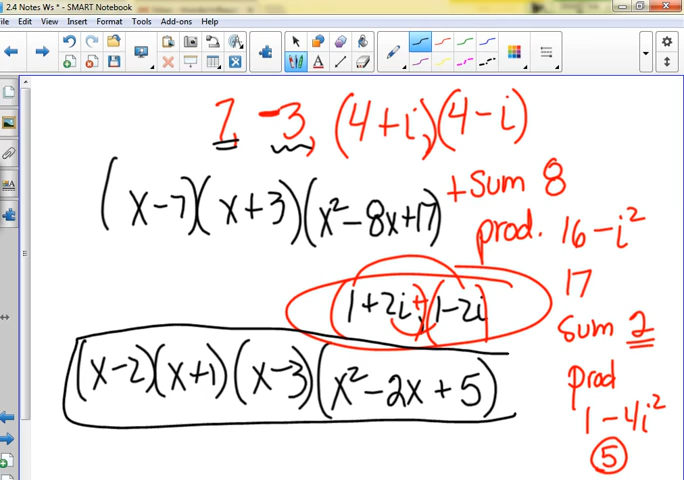 2.4 Notes Ws * - SMART Notebook
Edit View Insert Format Tools Add-ons Help
7, -3, (4+i), (4-i)
(x-7)(x+3)(x²-8x+17)
+Sum 8
prod. 16-i²
17
1+2i, + 1-2i
Sum 2
(x-2)(x+1)(x-3)(x²-2x+5)
prod
1-4i²
5